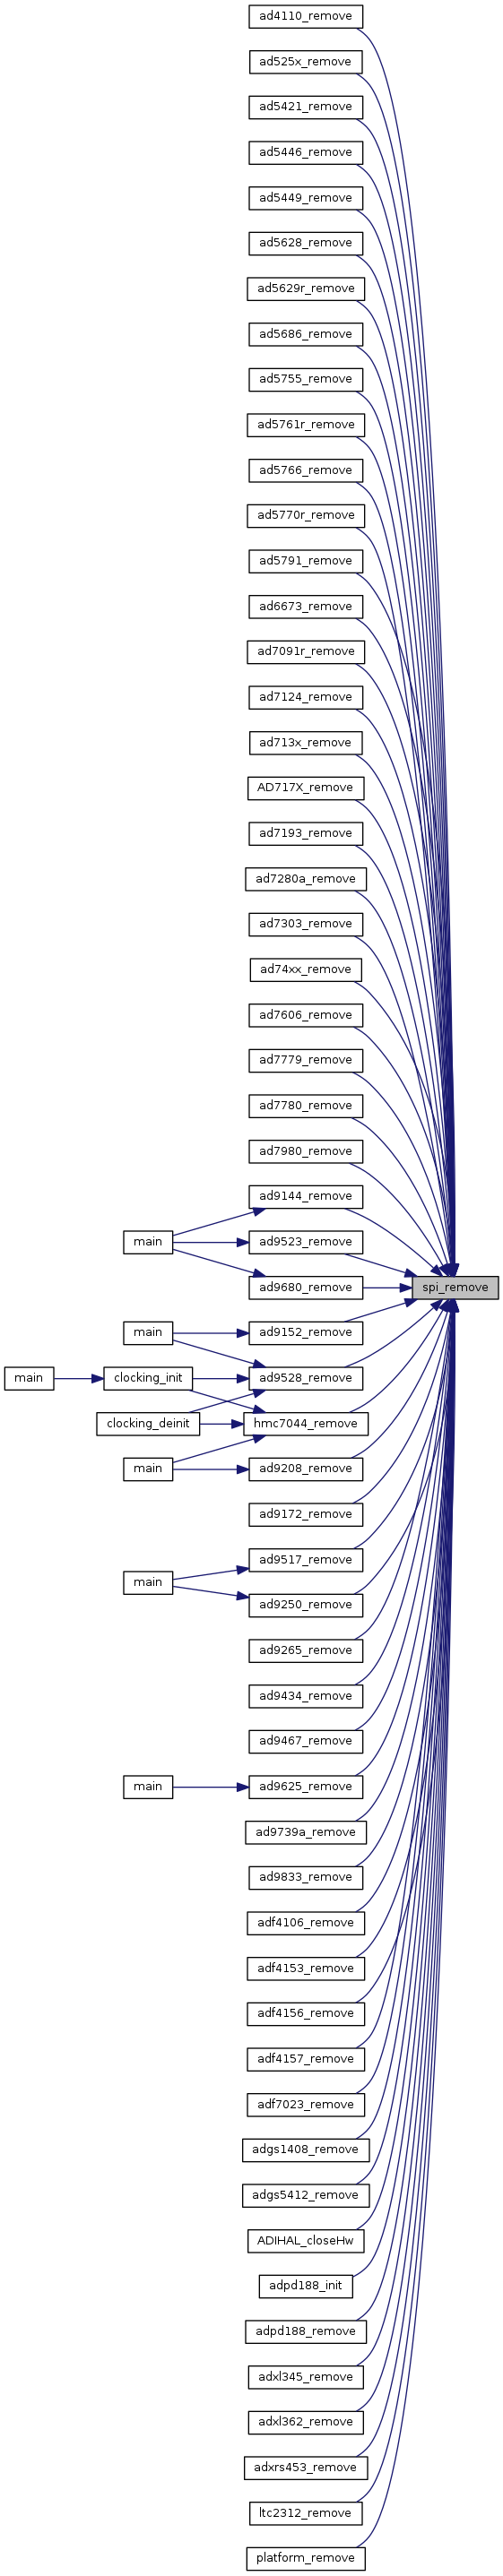 ad4110_remove
ad525x_remove
ad5421_remove
ad5446_remove
ad5449_remove
ad5628_remove
ad5629r_remove
ad5686_remove
ad5755_remove
ad5761r_remove
ad5766_remove
ad5770r_remove
ad5791_remove
ad6673_remove
ad7091r_remove
ad7124_remove
ad713x_remove
AD717X_remove
ad7193_remove
ad7280a_remove
ad7303_remove
ad74xx_remove
ad7606_remove
ad7779_remove
ad7780_remove
ad7980_remove
ad9144_remove
main
ad9523_remove
ad9680_remove
spi_remove
main
ad9152_remove
main
clocking_init
ad9528_remove
clocking_deinit
hmc7044_remove
main
ad9208_remove
ad9172_remove
ad9517_remove
main
ad9250_remove
ad9265_remove
ad9434_remove
ad9467_remove
main
ad9625_remove
ad9739a_remove
ad9833_remove
adf4106_remove
adf4153_remove
adf4156_remove
adf4157_remove
adf7023_remove
adgs1408_remove
adgs5412_remove
ADIHAL_closeHw
adpd188_init
adpd188_remove
adxl345_remove
adxl362_remove
adxrs453_remove
ltc2312_remove
platform_remove